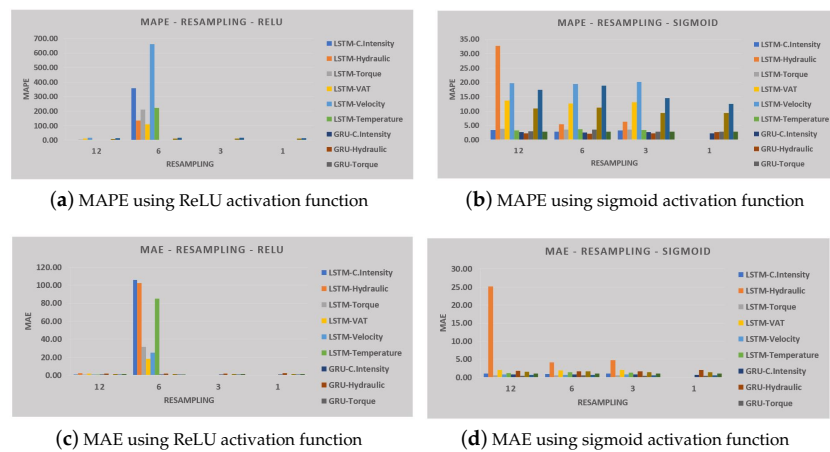 MAPE - RESAMPLING - RELU
MAPE
700.00
600.00
500.00
400.00
300.00
200.00
100.00
0.00
12
6
3
1
RESAMPLING
LSTM-C.Intensity
LSTM-Hydraulic
LSTM-Torque
LSTM-VAT
LSTM-Velocity
LSTM-Temperature
GRU-C.Intensity
GRU-Hydraulic
GRU-Torque
(a) MAPE using ReLU activation function
MAPE - RESAMPLING - SIGMOID
MAPE
35.00
30.00
25.00
20.00
15.00
10.00
5.00
0.00
12
6
3
1
RESAMPLING
LSTM-C.Intensity
LSTM-Hydraulic
LSTM-Torque
LSTM-VAT
LSTM-Velocity
LSTM-Temperature
GRU-C.Intensity
GRU-Hydraulic
GRU-Torque
(b) MAPE using sigmoid activation function
MAE - RESAMPLING - RELU
MAE
120.00
100.00
80.00
60.00
40.00
20.00
0.00
12
6
3
1
RESAMPLING
LSTM-C.Intensity
LSTM-Hydraulic
LSTM-Torque
LSTM-VAT
LSTM-Velocity
LSTM-Temperature
GRU-C.Intensity
GRU-Hydraulic
GRU-Torque
(c) MAE using ReLU activation function
MAE - RESAMPLING - SIGMOID
MAE
30.00
25.00
20.00
15.00
10.00
5.00
0.00
12
6
3
1
RESAMPLING
LSTM-C.Intensity
LSTM-Hydraulic
LSTM-Torque
LSTM-VAT
LSTM-Velocity
LSTM-Temperature
GRU-C.Intensity
GRU-Hydraulic
GRU-Torque
(d) MAE using sigmoid activation function